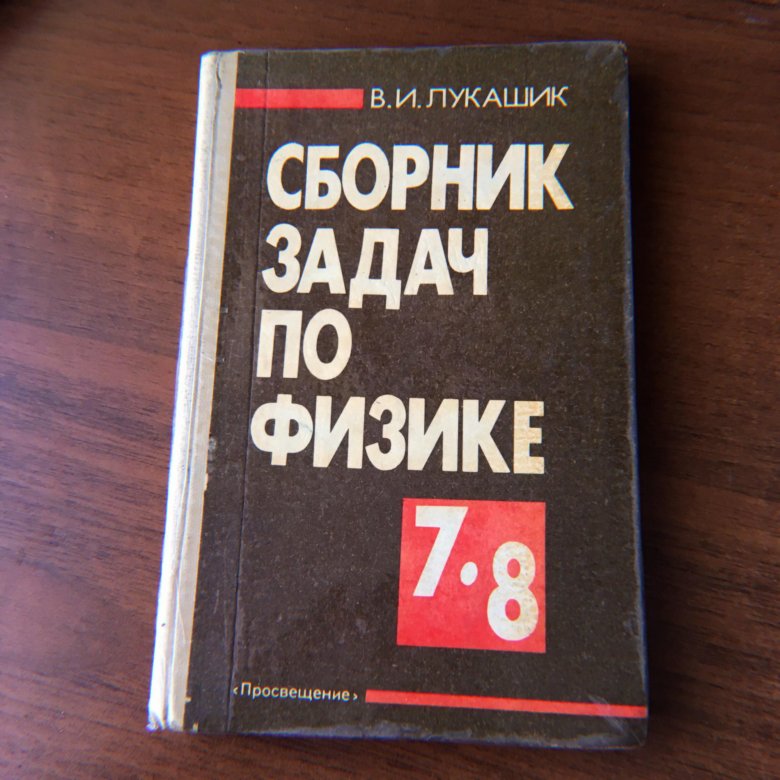 В.И.ЛУКАШИК
СБОРНИК
ЗАДАЧ
ПО
ФИЗИКЕ
7.8
‹Просвещение›